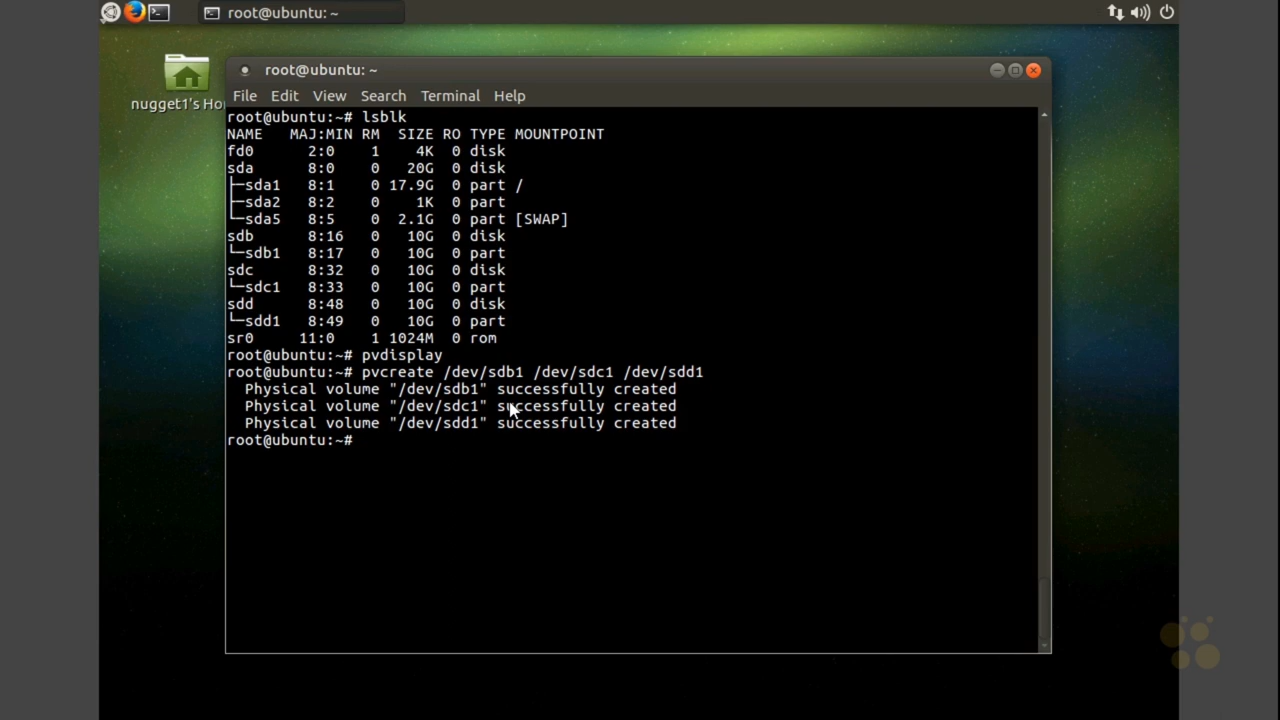 root@ubuntu: ~
nugget1's Ho
root@ubuntu: ~
File Edit View Search Terminal Help
root@ubuntu:~# lsblk
NAME   MAJ:MIN RM  SIZE RO TYPE MOUNTPOINT
fd0      2:0    1    4K  0 disk
sda      8:0    0   20G  0 disk
├─sda1   8:1    0 17.9G  0 part /
├─sda2   8:2    0    1K  0 part
└─sda5   8:5    0  2.1G  0 part [SWAP]
sdb      8:16   0   10G  0 disk
└─sdb1   8:17   0   10G  0 part
sdc      8:32   0   10G  0 disk
└─sdc1   8:33   0   10G  0 part
sdd      8:48   0   10G  0 disk
└─sdd1   8:49   0   10G  0 part
sr0     11:0    1 1024M  0 rom
root@ubuntu:~# pvdisplay
root@ubuntu:~# pvcreate /dev/sdb1 /dev/sdc1 /dev/sdd1
  Physical volume "/dev/sdb1" successfully created
  Physical volume "/dev/sdc1" successfully created
  Physical volume "/dev/sdd1" successfully created
root@ubuntu:~#